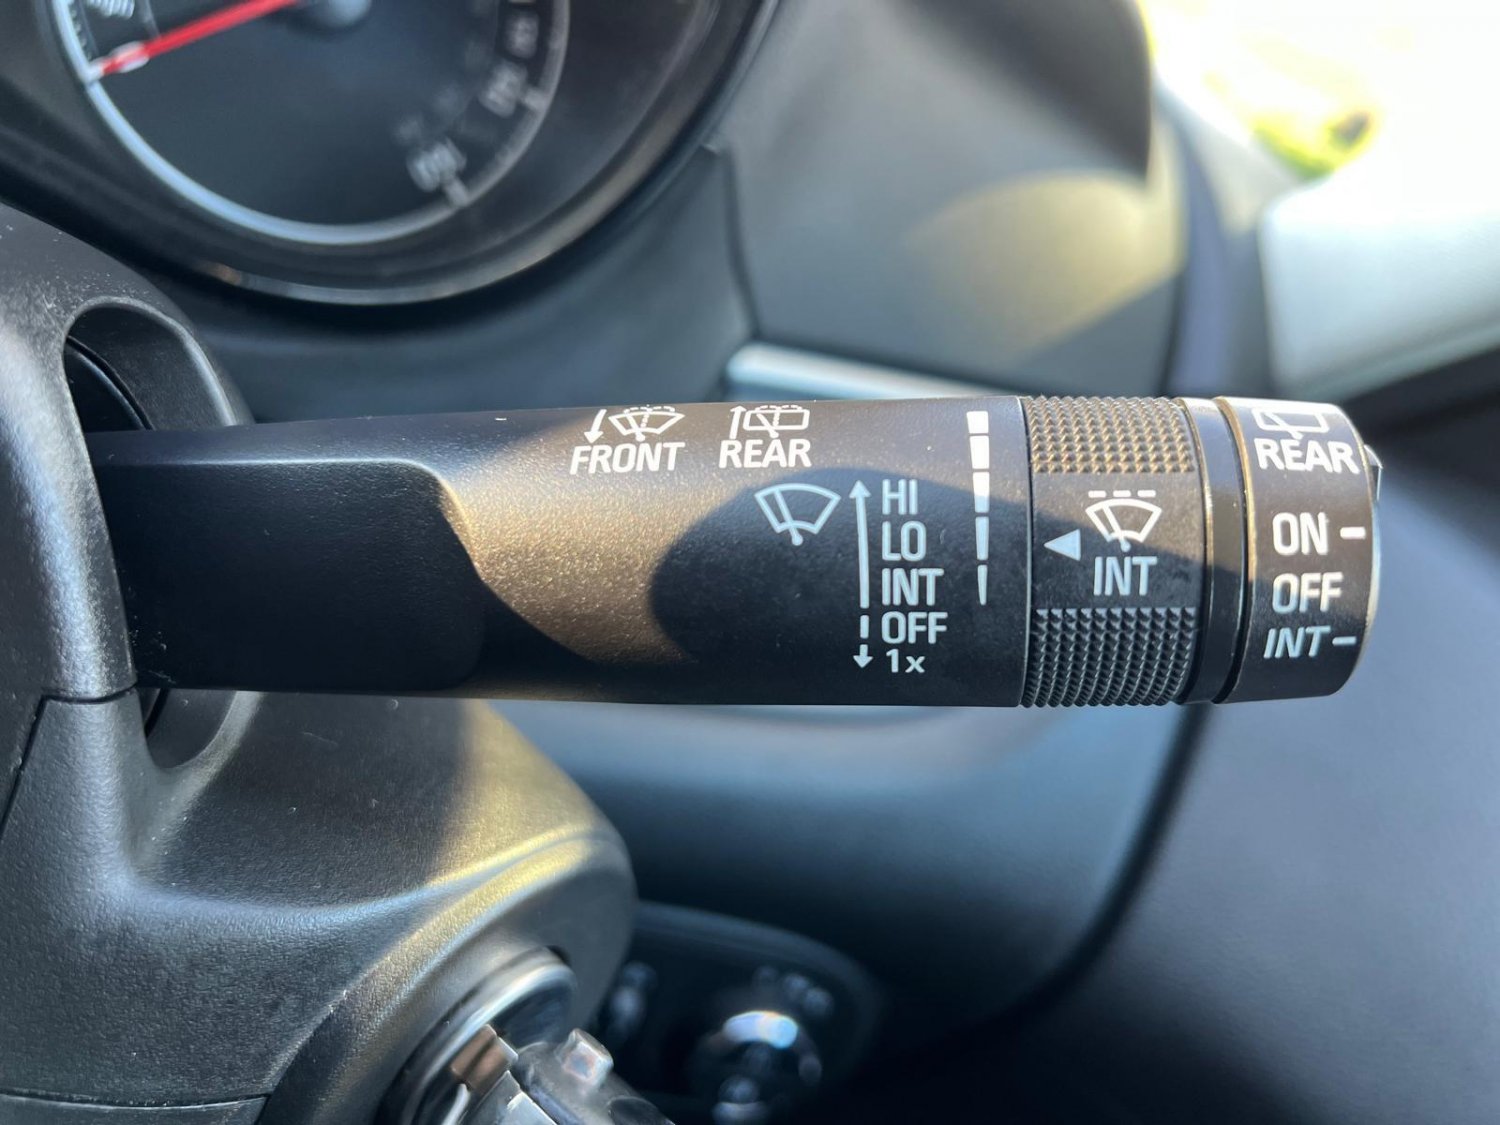 FRONT REAR
HI
LO
INT
OFF
1x
INT
REAR
ON
OFF
INT